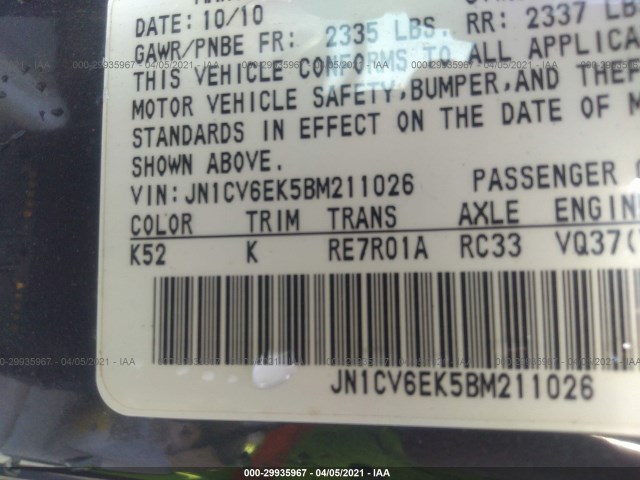 DATE: 10/10
GAWR/PNBE FR: 2335 LBS. RR: 2337 LB
THIS VEHICLE CONFORMS TO ALL APPLICA
MOTOR VEHICLE SAFETY,BUMPER,AND THEF
STANDARDS IN EFFECT ON THE DATE OF M
SHOWN ABOVE.
VIN:JN1CV6EK5BM211026 PASSENGER
COLOR TRIM TRANS AXLE ENGIN
K52 K RE7R01A RC33 VQ37(
JN1CV6EK5BM211026
000-29935967 - 04/05/2021 - IAA